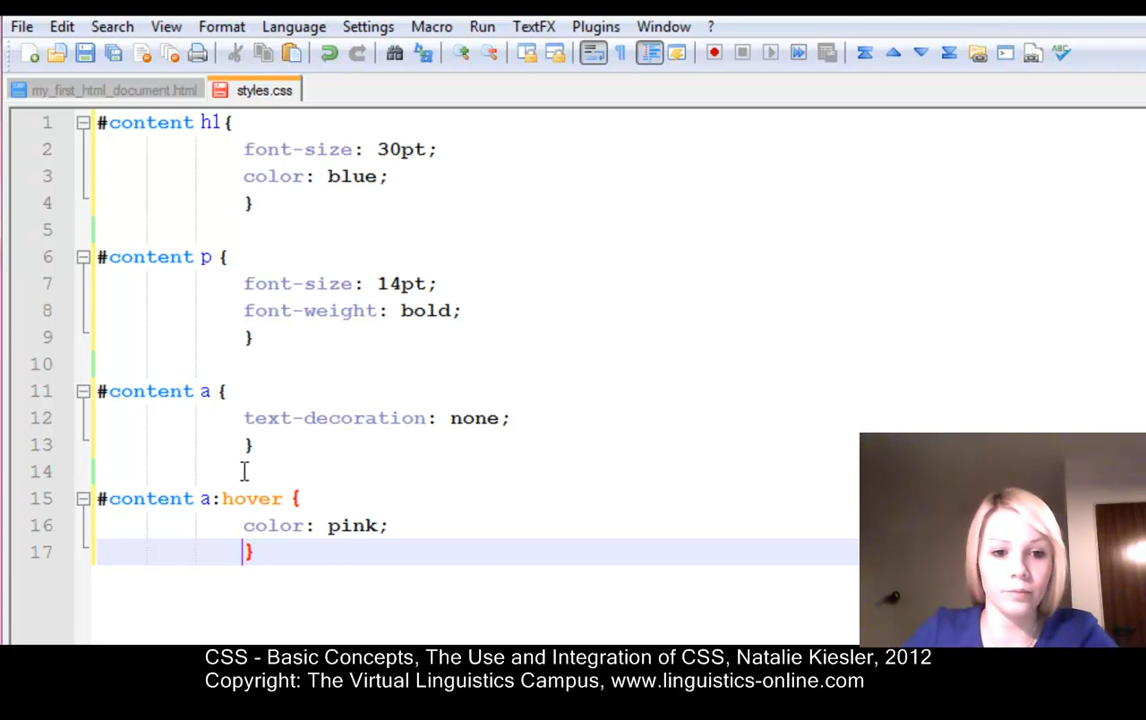 File Edit Search View Format Language Settings Macro Run TextFX Plugins Window ?
my_first_html_document.html styles.css
1 #content h1{
2 font-size: 30pt;
3 color: blue;
4 }
5
6 #content p {
7 font-size: 14pt;
8 font-weight: bold;
9 }
10
11 #content a {
12 text-decoration: none;
13 }
14
15 #content a:hover {
16 color: pink;
17 }
CSS - Basic Concepts, The Use and Integration of CSS, Natalie Kiesler, 2012
Copyright: The Virtual Linguistics Campus, www.linguistics-online.com